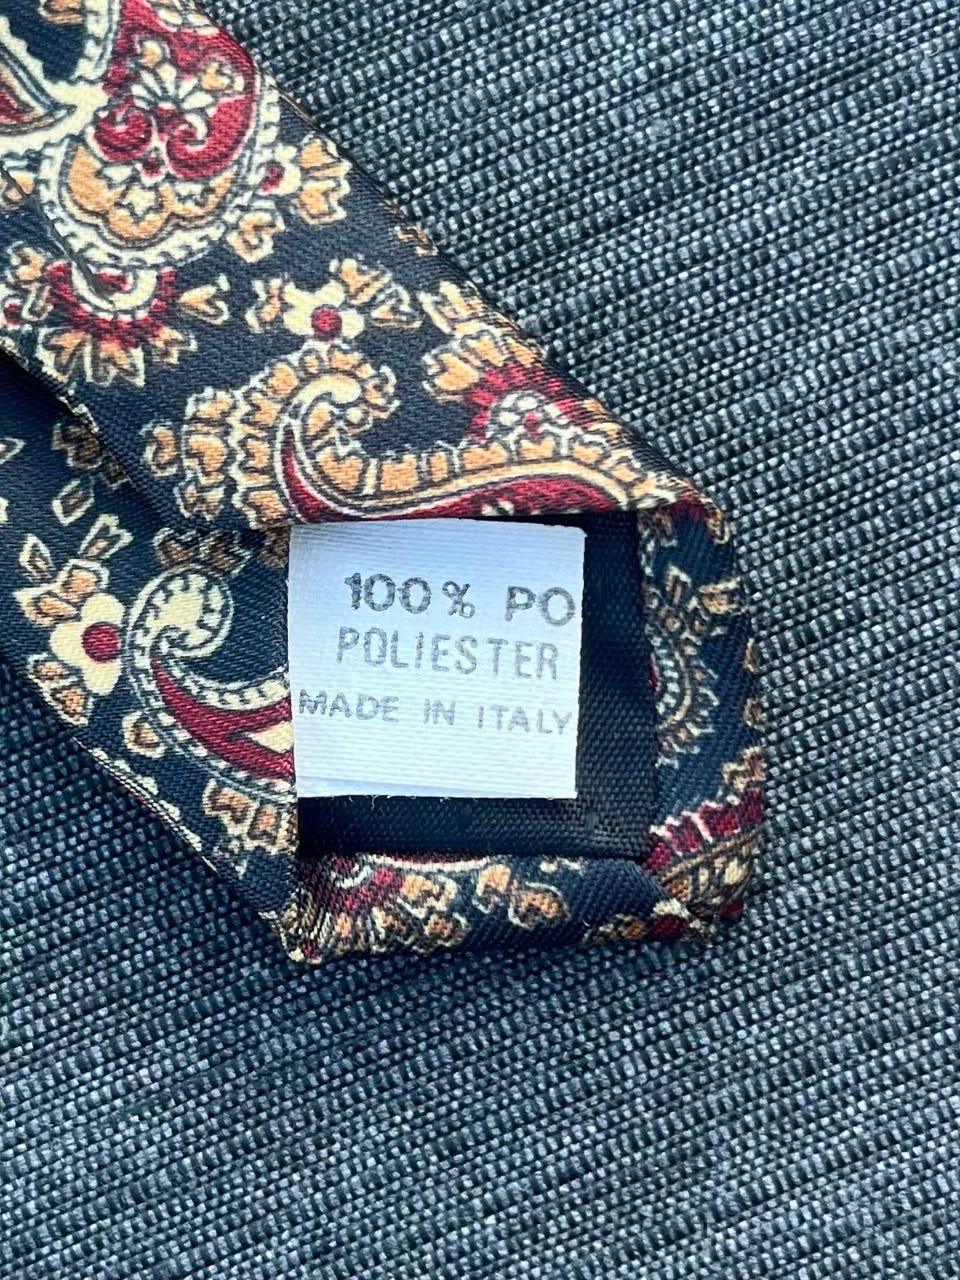 100% PO
POLIESTER
MADE IN ITALY